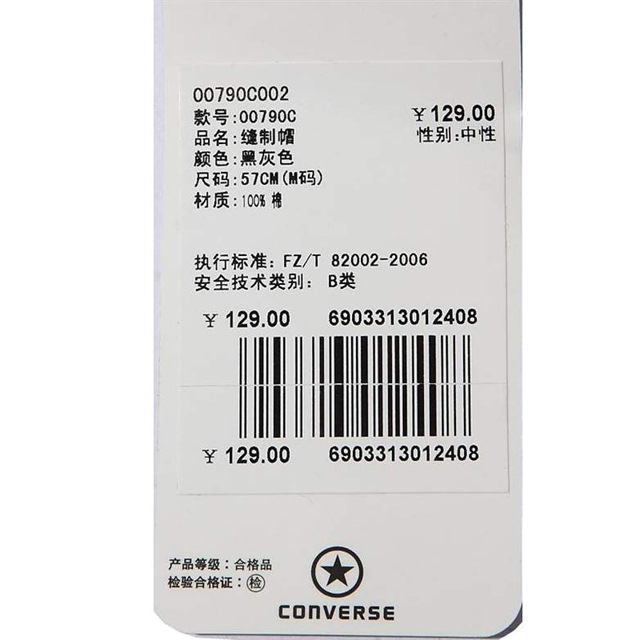 00790C002
款号:00790C ￥129.00
品名:缝制帽 性别:中性
颜色:黑灰色
尺码:57CM(M码)
材质:100% 棉
执行标准: FZ/T 82002-2006
安全技术类别: B类
￥129.00 6903313012408
￥129.00 6903313012408
产品等级:合格品
检验合格证:㊬
CONVERSE